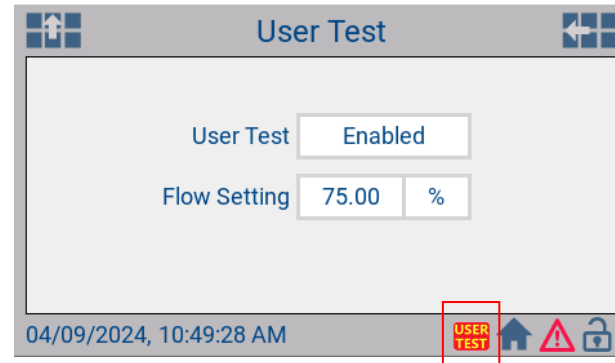 User Test
User Test Enabled
Flow Setting 75.00 %
04/09/2024, 10:49:28 AM
USER
TEST